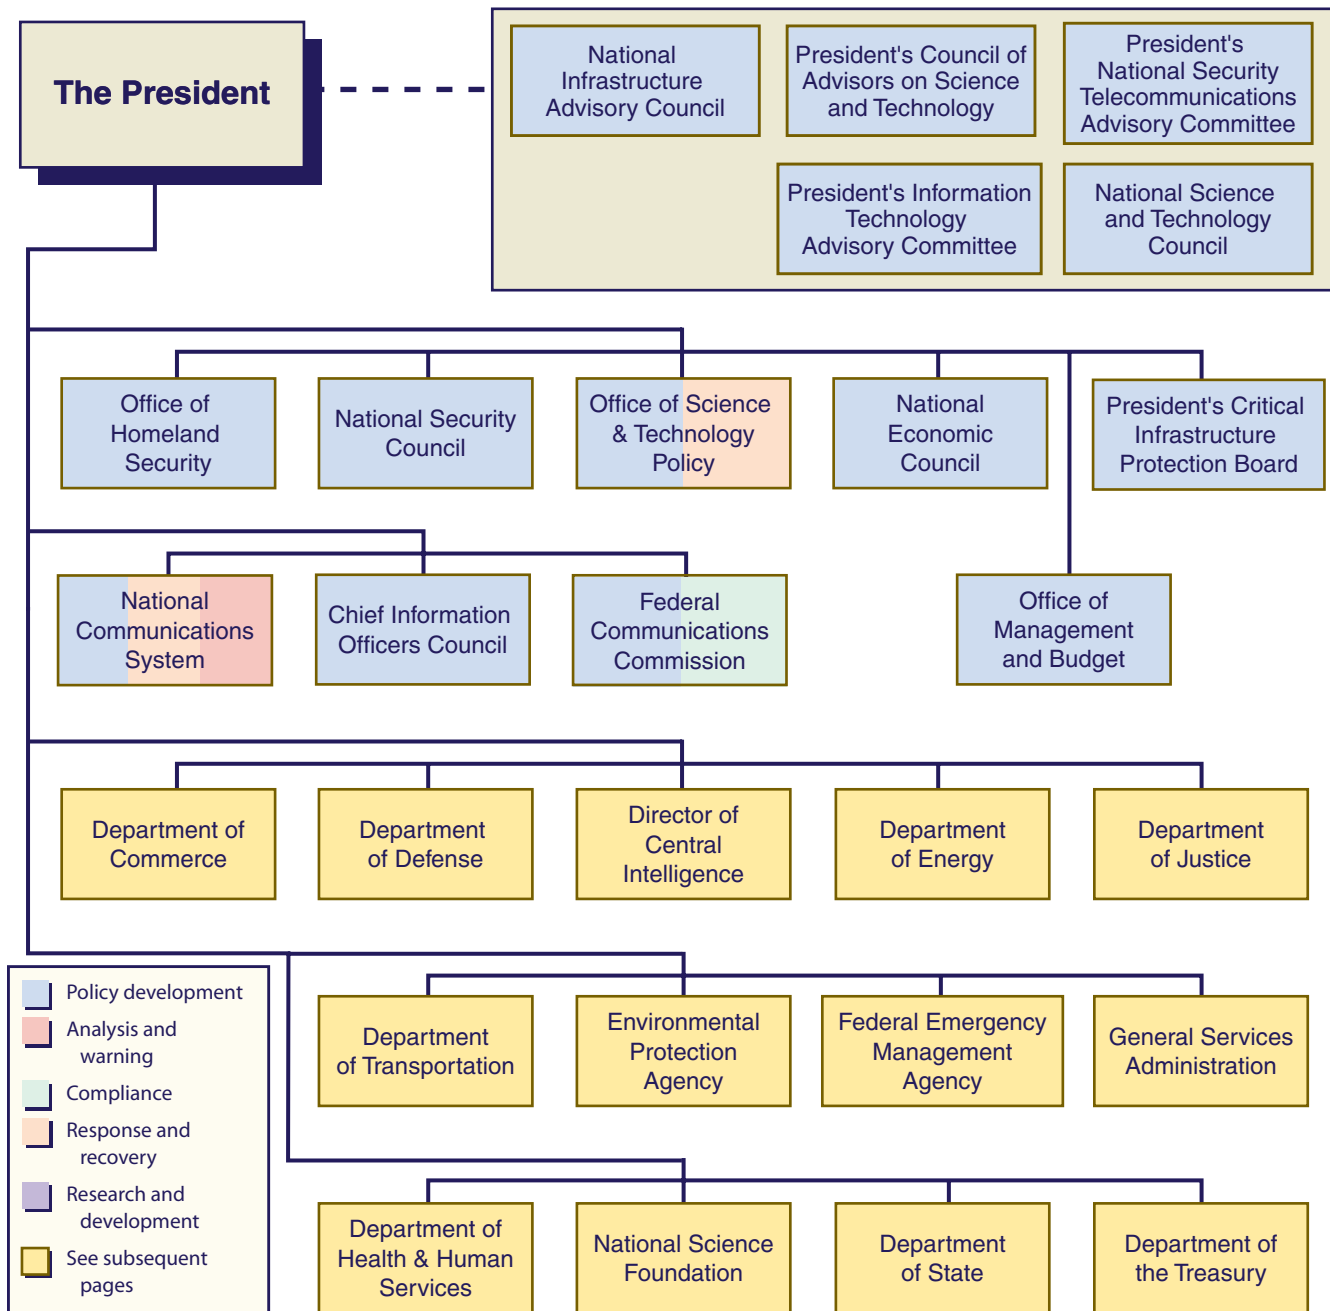 The President
National
Infrastructure
Advisory Council
President's Council of
Advisors on Science
and Technology
President's
National Security
Telecommunications
Advisory Committee
President's Information
Technology
Advisory Committee
National Science
and Technology
Council
Office of
Homeland
Security
National Security
Council
Office of Science
& Technology
Policy
National
Economic
Council
President's Critical
Infrastructure
Protection Board
National
Communications
System
Chief Information
Officers Council
Federal
Communications
Commission
Office of
Management
and Budget
Department of
Commerce
Department
of Defense
Director of
Central
Intelligence
Department
of Energy
Department
of Justice
Department
of Transportation
Environmental
Protection
Agency
Federal Emergency
Management
Agency
General Services
Administration
Department of
Health & Human
Services
National Science
Foundation
Department
of State
Department of
the Treasury
Policy development
Analysis and
warning
Compliance
Response and
recovery
Research and
development
See subsequent
pages